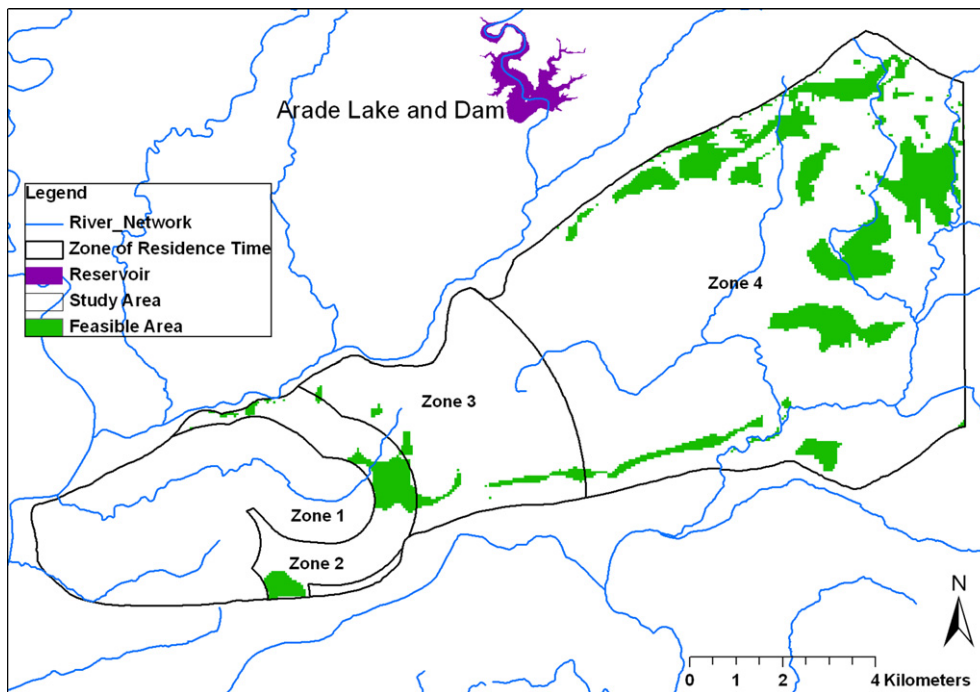 Arade Lake and Dam
Legend
River_Network
Zone of Residence Time
Reservoir
Study Area
Feasible Area
Zone 4
Zone 3
Zone 1
Zone 2
N
0 1 2 4 Kilometers